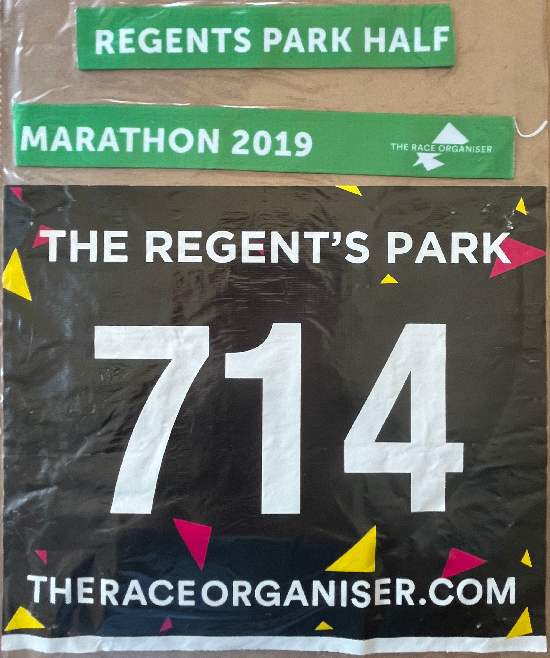 REGENTS PARK HALF
MARATHON 2019
THE RACE ORGANISER
THE REGENT'S PARK
714
THERACEORGANISER.COM